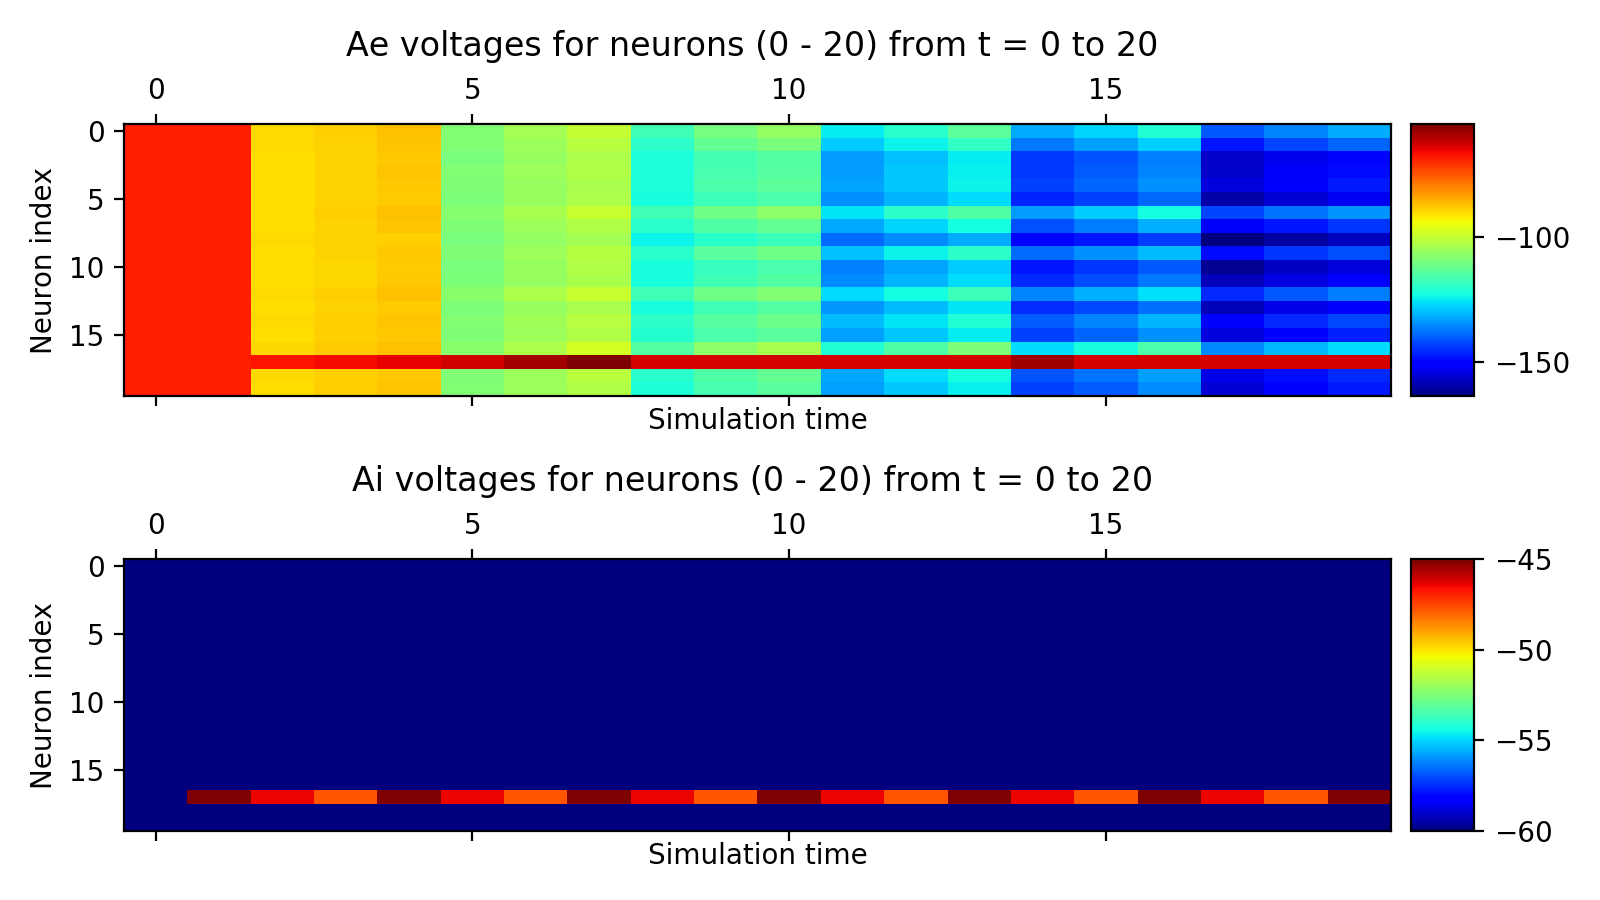 Ae voltages for neurons (0 - 20) from t = 0 to 20
0 5 10 15
Neuron index
0
5
10
15
−100
−150
Simulation time
Ai voltages for neurons (0 - 20) from t = 0 to 20
0 5 10 15
Neuron index
0
5
10
15
−45
−50
−55
−60
Simulation time